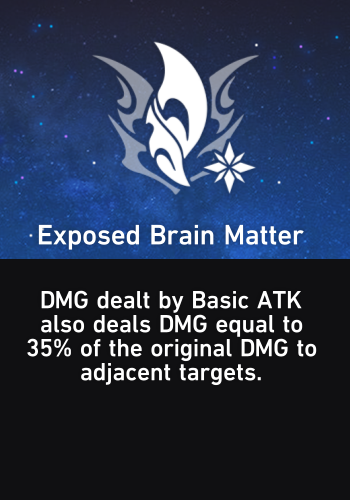 Exposed Brain Matter
DMG dealt by Basic ATK
also deals DMG equal to
35% of the original DMG to
adjacent targets.